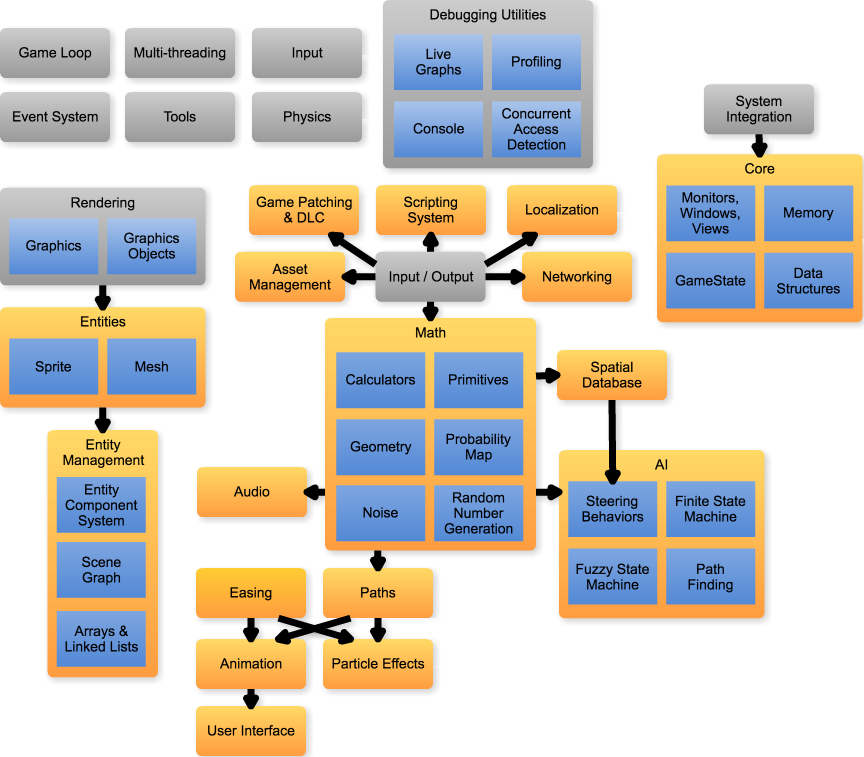 Debugging Utilities
Game Loop
Multi-threading
Input
Live
Graphs
Profiling
Event System
Tools
Physics
Console
Concurrent
Access
Detection
System
Integration
Core
Monitors,
Windows,
Views
Memory
GameState
Data
Structures
Rendering
Graphics
Graphics
Objects
Game Patching
& DLC
Scripting
System
Localization
Asset
Management
Input / Output
Networking
Entities
Sprite
Mesh
Math
Calculators
Primitives
Geometry
Probability
Map
Noise
Random
Number
Generation
Spatial
Database
Entity
Management
Entity
Component
System
Scene
Graph
Arrays &
Linked Lists
Audio
AI
Steering
Behaviors
Finite State
Machine
Fuzzy State
Machine
Path
Finding
Easing
Paths
Animation
Particle Effects
User Interface